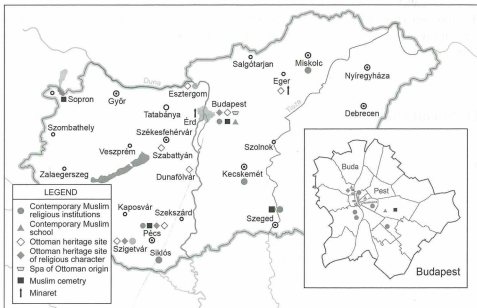 Salgótarjan
Miskolc
Eger
Nyíregyháza
Duna
Esztergom
Tisza
Sopron
Győr
Budapest
Tatabánya
Érd
Debrecen
Szombathely
Székesfehérvár
Veszprém
Szabattyán
Szolnok
Zalaegerszeg
Dunafölvár
Kecskemét
LEGEND
Contemporary Muslim
religious institutions
Contemporary Muslim
school
Ottoman heritage site
Ottoman heritage site
of religious character
Spa of Ottoman origin
Muslim cemetry
Minaret
Kaposvár
Szekszárd
Pécs
Szigetvár
Siklós
Szeged
Buda
Pest
Budapest